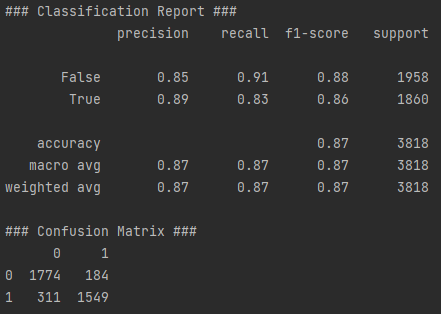 ### Classification Report ###
              precision    recall  f1-score   support

       False       0.85      0.91      0.88      1958
        True       0.89      0.83      0.86      1860

    accuracy                           0.87      3818
   macro avg       0.87      0.87      0.87      3818
weighted avg       0.87      0.87      0.87      3818

### Confusion Matrix ###
      0     1
0  1774   184
1   311  1549